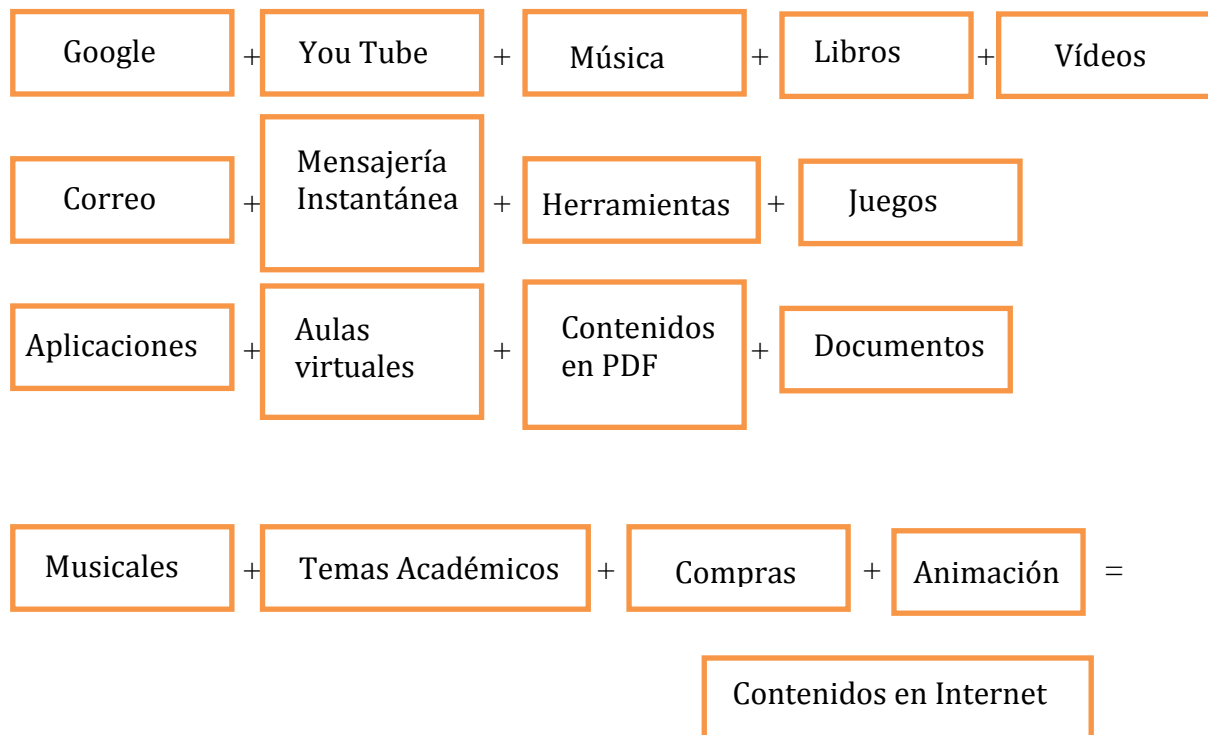 Google + You Tube + Música + Libros + Vídeos
Correo + Mensajería Instantánea + Herramientas + Juegos
Aplicaciones + Aulas virtuales + Contenidos en PDF + Documentos
Musicales + Temas Académicos + Compras + Animación =
Contenidos en Internet